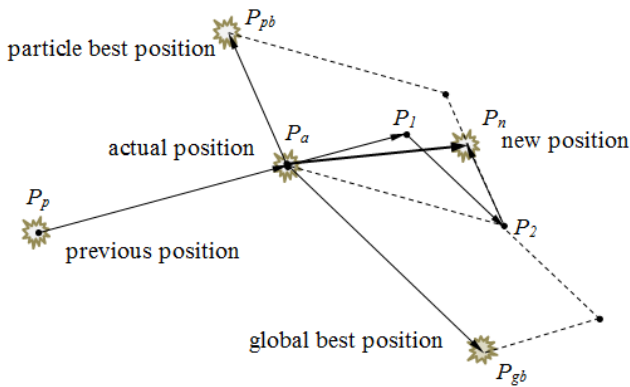 P_pb
particle best position
P_1
P_n
P_a
new position
actual position
P_p
P_2
previous position
global best position
P_gb